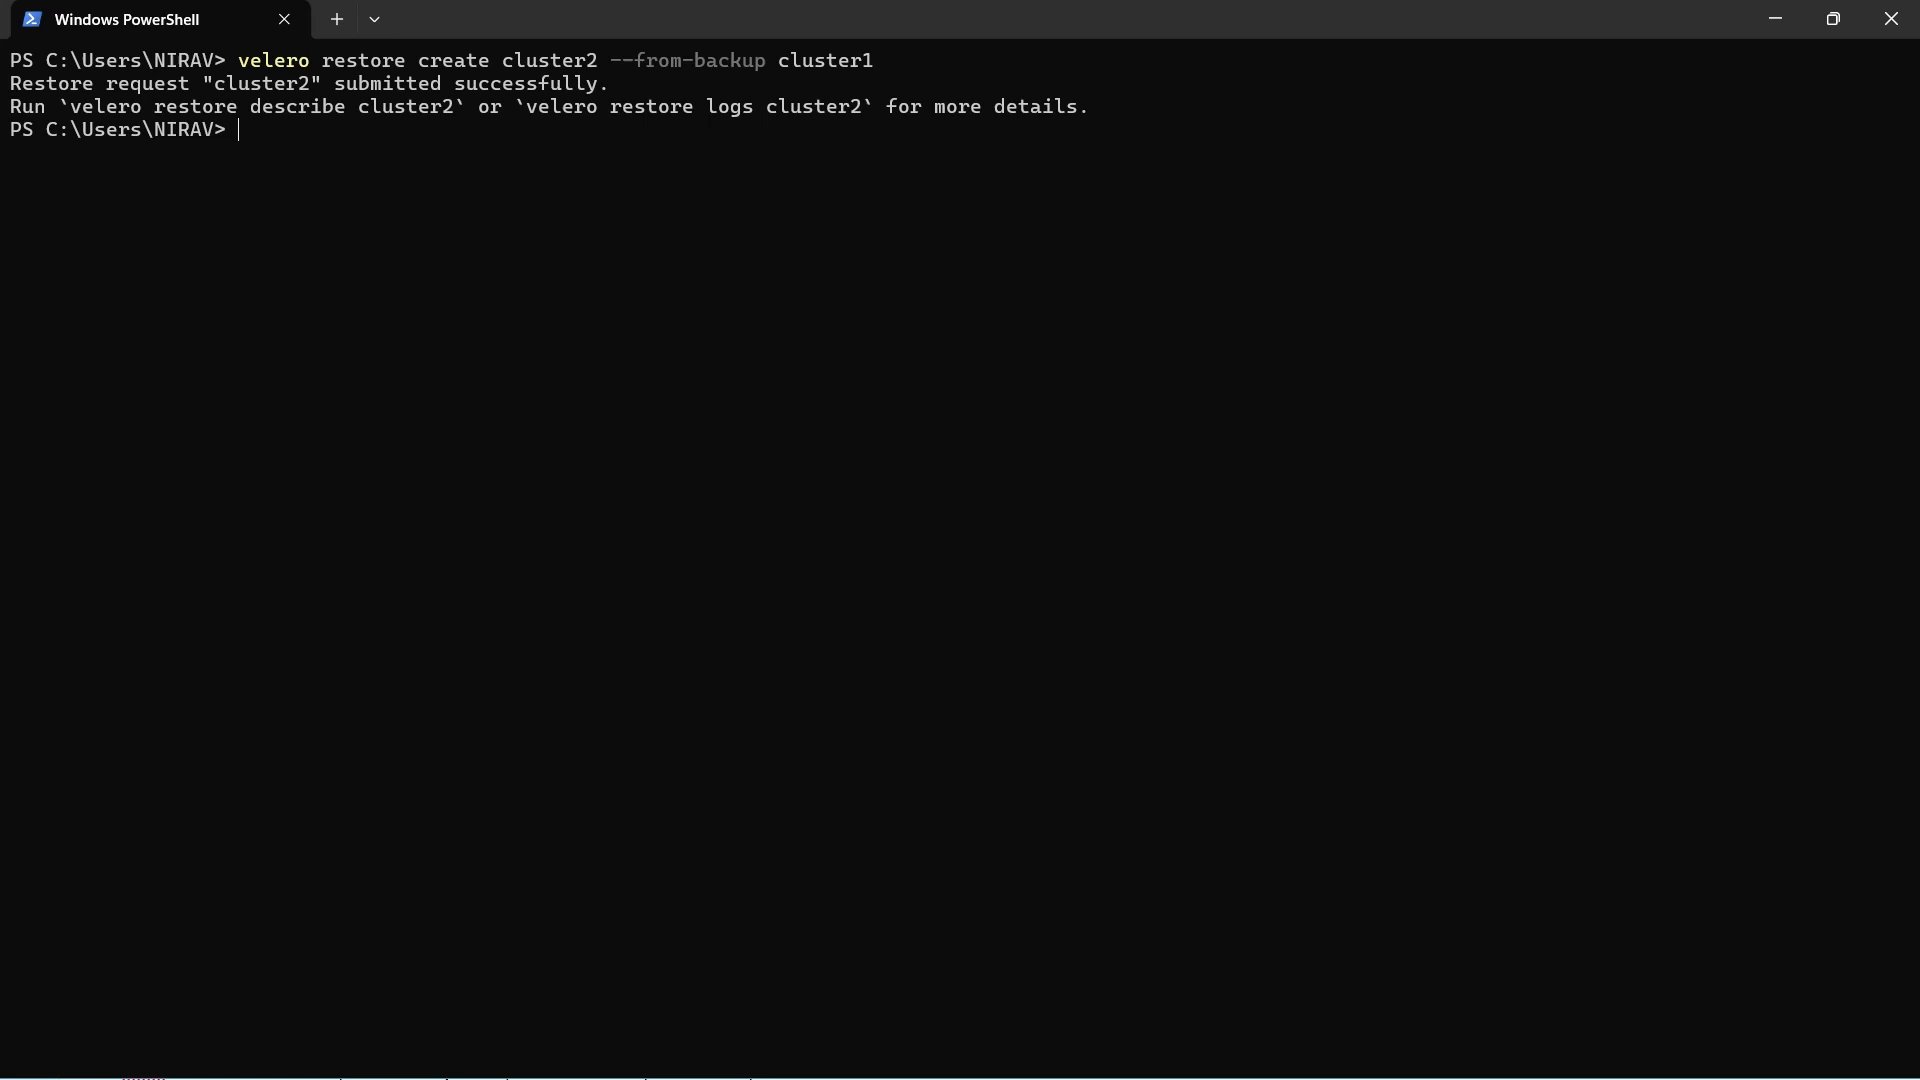 Windows PowerShell
PS C:\Users\NIRAV> velero restore create cluster2 --from-backup cluster1
Restore request "cluster2" submitted successfully.
Run `velero restore describe cluster2` or `velero restore logs cluster2` for more details.
PS C:\Users\NIRAV>